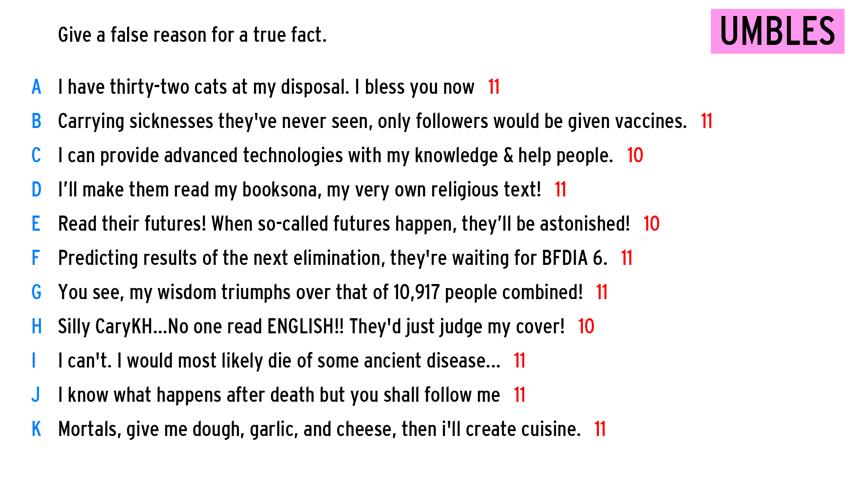 Give a false reason for a true fact.
UMBLES
A I have thirty-two cats at my disposal. I bless you now 11
B Carrying sicknesses they've never seen, only followers would be given vaccines. 11
C I can provide advanced technologies with my knowledge & help people. 10
D I’ll make them read my booksona, my very own religious text! 11
E Read their futures! When so-called futures happen, they’ll be astonished! 10
F Predicting results of the next elimination, they're waiting for BFDIA 6. 11
G You see, my wisdom triumphs over that of 10,917 people combined! 11
H Silly CaryKH...No one read ENGLISH!! They'd just judge my cover! 10
I I can't. I would most likely die of some ancient disease... 11
J I know what happens after death but you shall follow me 11
K Mortals, give me dough, garlic, and cheese, then i'll create cuisine. 11